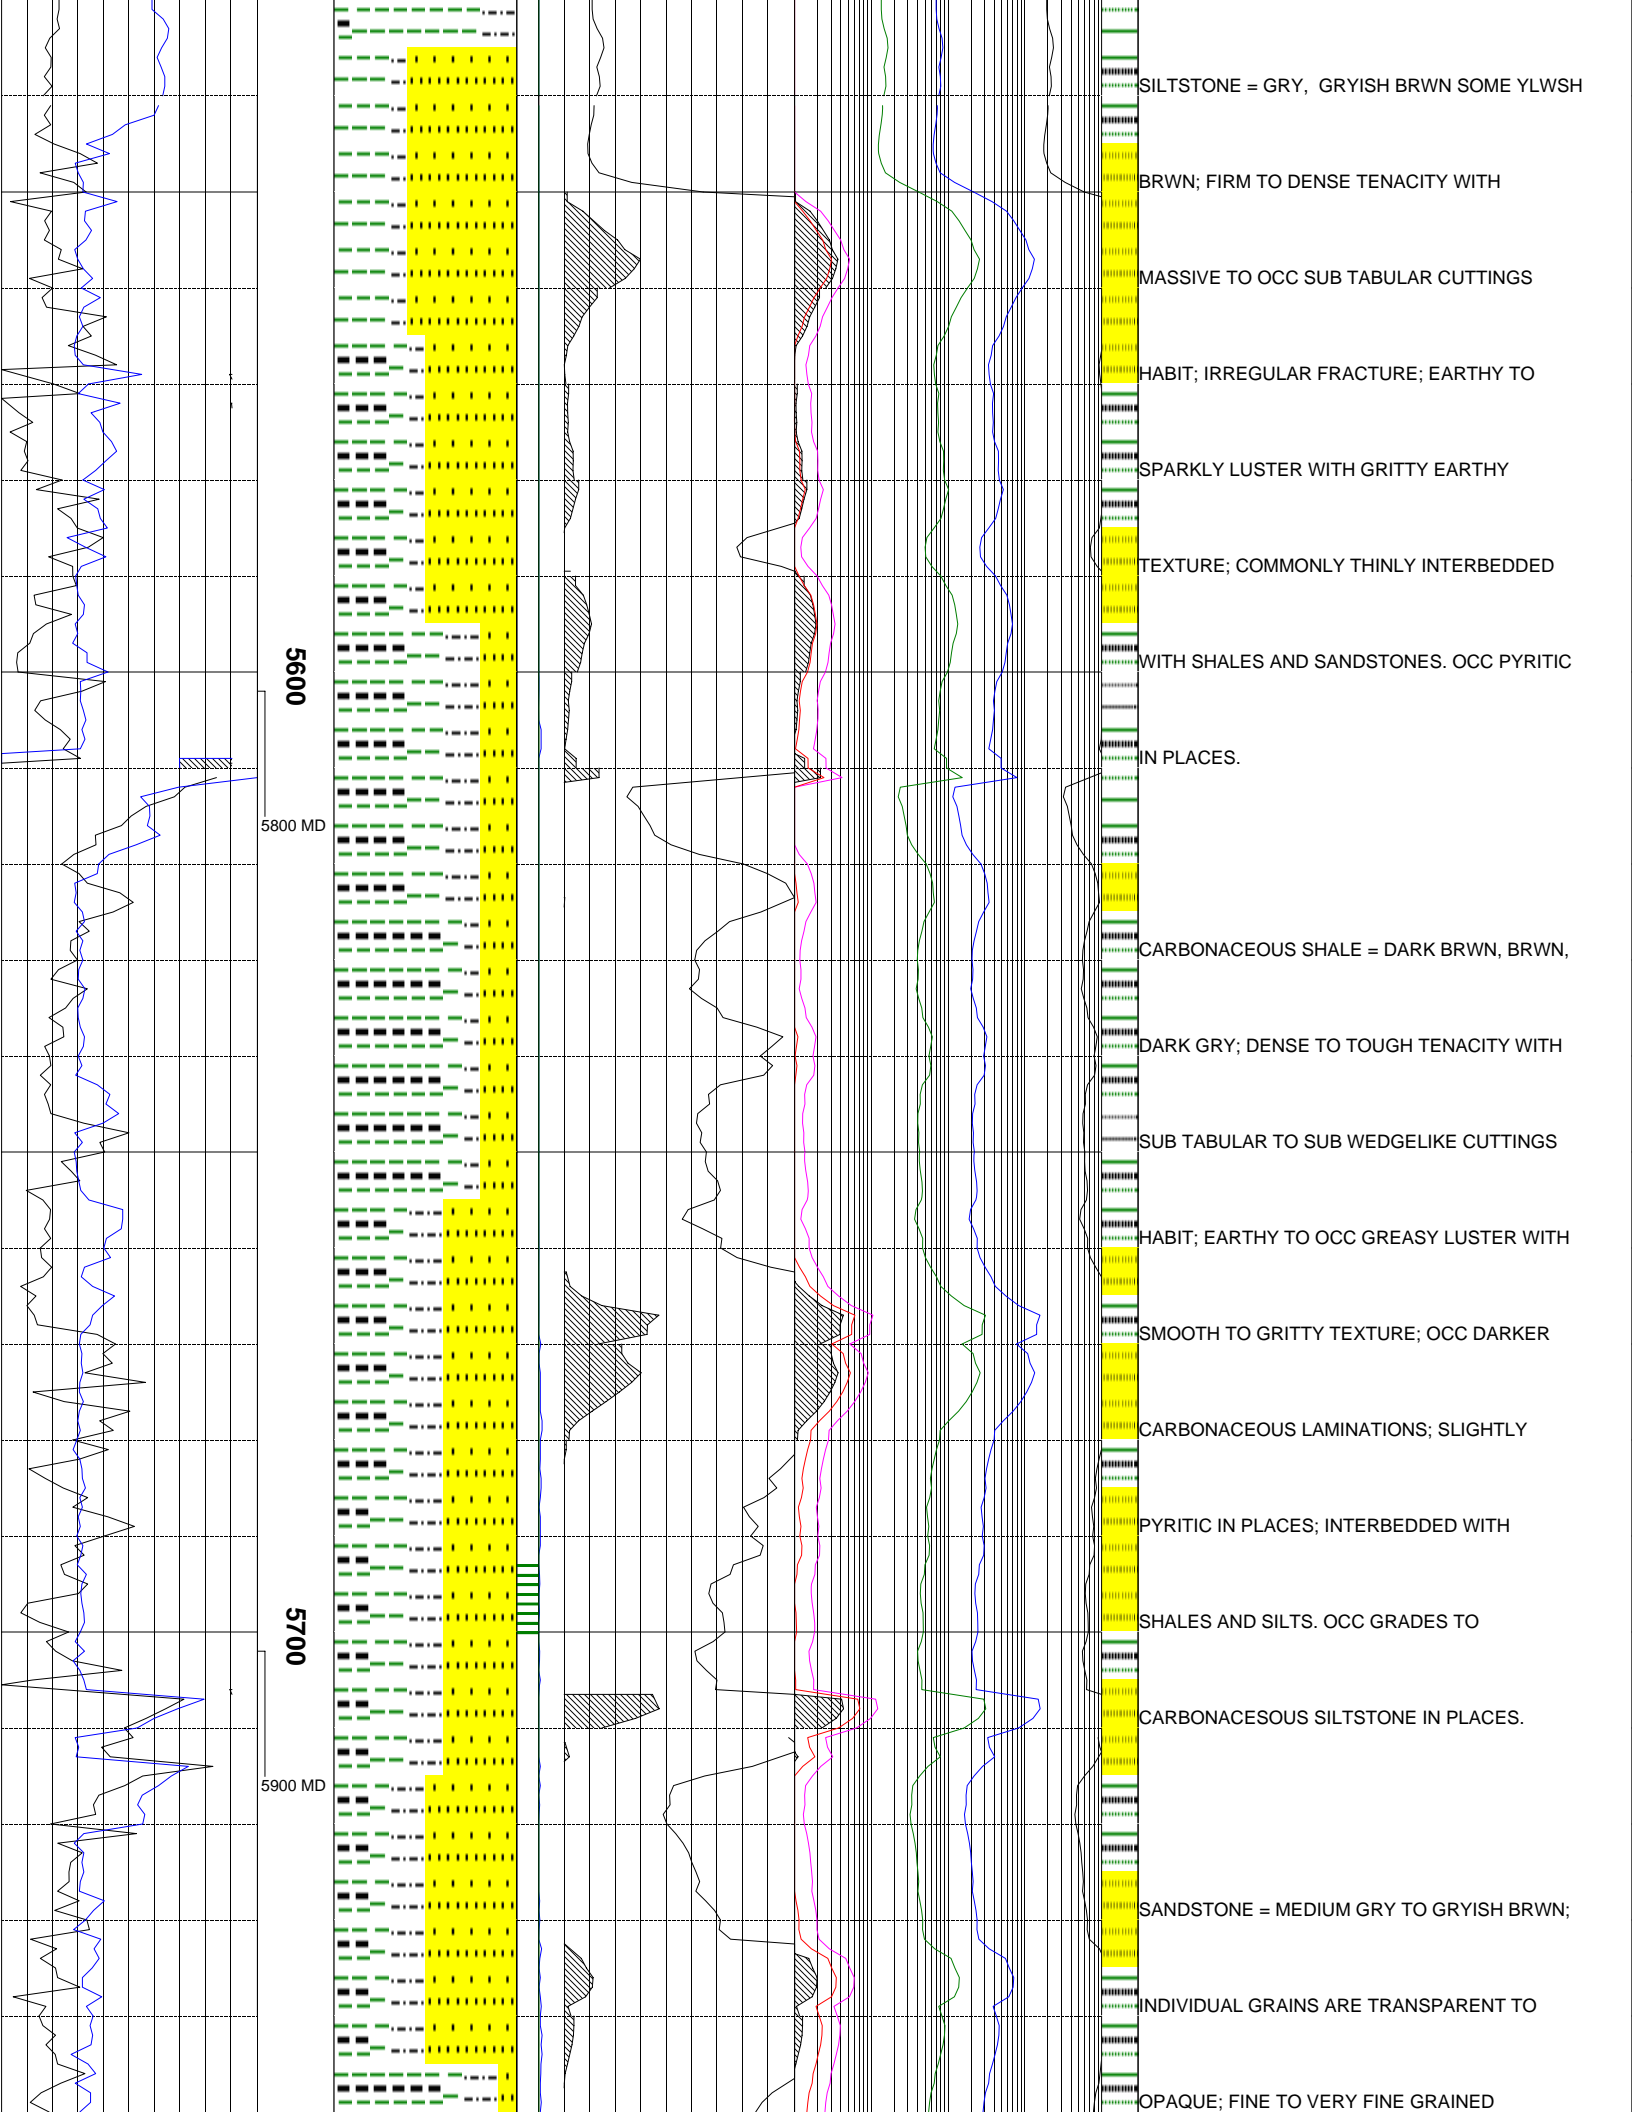 SILTSTONE = GRY,  GRYISH BRWN SOME YLWSH
BRWN; FIRM TO DENSE TENACITY WITH
MASSIVE TO OCC SUB TABULAR CUTTINGS
HABIT; IRREGULAR FRACTURE; EARTHY TO
SPARKLY LUSTER WITH GRITTY EARTHY
TEXTURE; COMMONLY THINLY INTERBEDDED
5600
WITH SHALES AND SANDSTONES. OCC PYRITIC
IN PLACES.
5800 MD
CARBONACEOUS SHALE = DARK BRWN, BRWN,
DARK GRY; DENSE TO TOUGH TENACITY WITH
SUB TABULAR TO SUB WEDGELIKE CUTTINGS
HABIT; EARTHY TO OCC GREASY LUSTER WITH
SMOOTH TO GRITTY TEXTURE; OCC DARKER
CARBONACEOUS LAMINATIONS; SLIGHTLY
PYRITIC IN PLACES; INTERBEDDED WITH
5700
SHALES AND SILTS. OCC GRADES TO
CARBONACESOUS SILTSTONE IN PLACES.
5900 MD
SANDSTONE = MEDIUM GRY TO GRYISH BRWN;
INDIVIDUAL GRAINS ARE TRANSPARENT TO
OPAQUE; FINE TO VERY FINE GRAINED